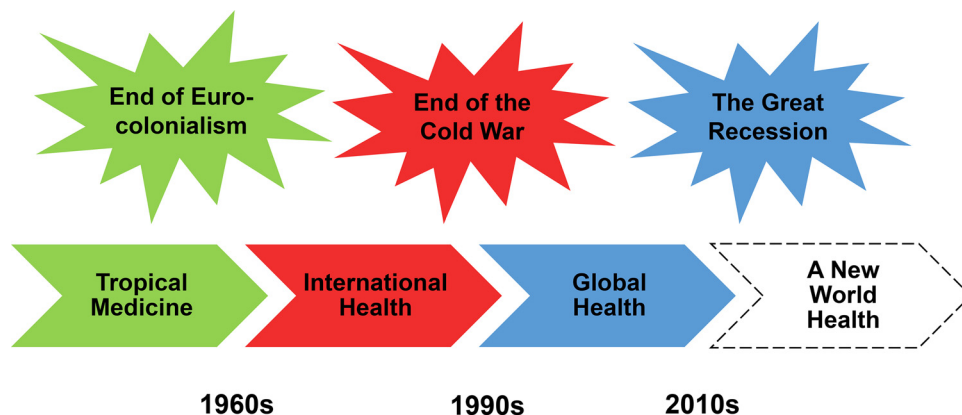 End of Euro-
colonialism
End of the
Cold War
The Great
Recession
Tropical
Medicine
International
Health
Global
Health
A New
World
Health
1960s
1990s
2010s